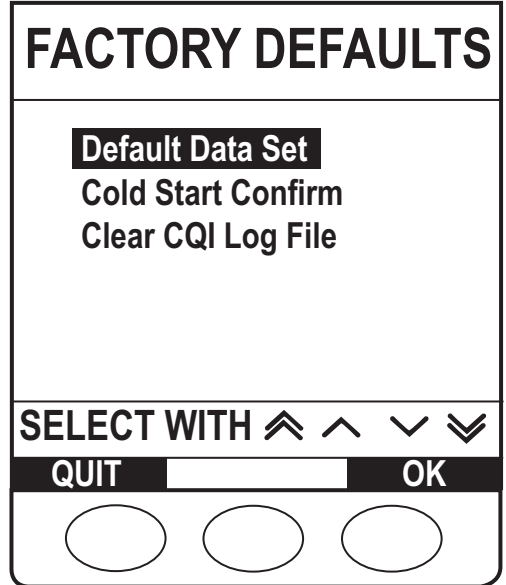 FACTORY DEFAULTS
Default Data Set
Cold Start Confirm
Clear CQI Log File
SELECT WITH
QUIT OK